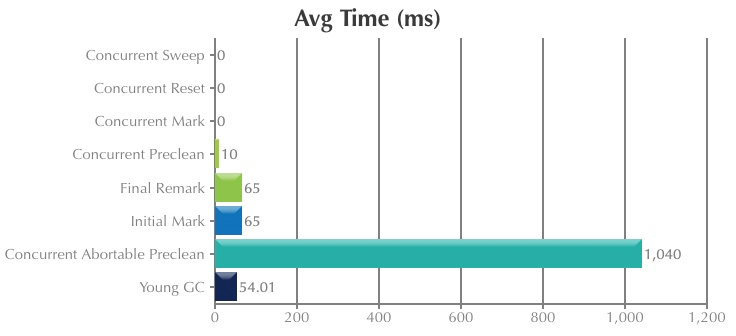 Avg Time (ms)
Concurrent Sweep 0
Concurrent Reset 0
Concurrent Mark 0
Concurrent Preclean 10
Final Remark 65
Initial Mark 65
Concurrent Abortable Preclean 1,040
Young GC 54.01
0 200 400 600 800 1,000 1,200